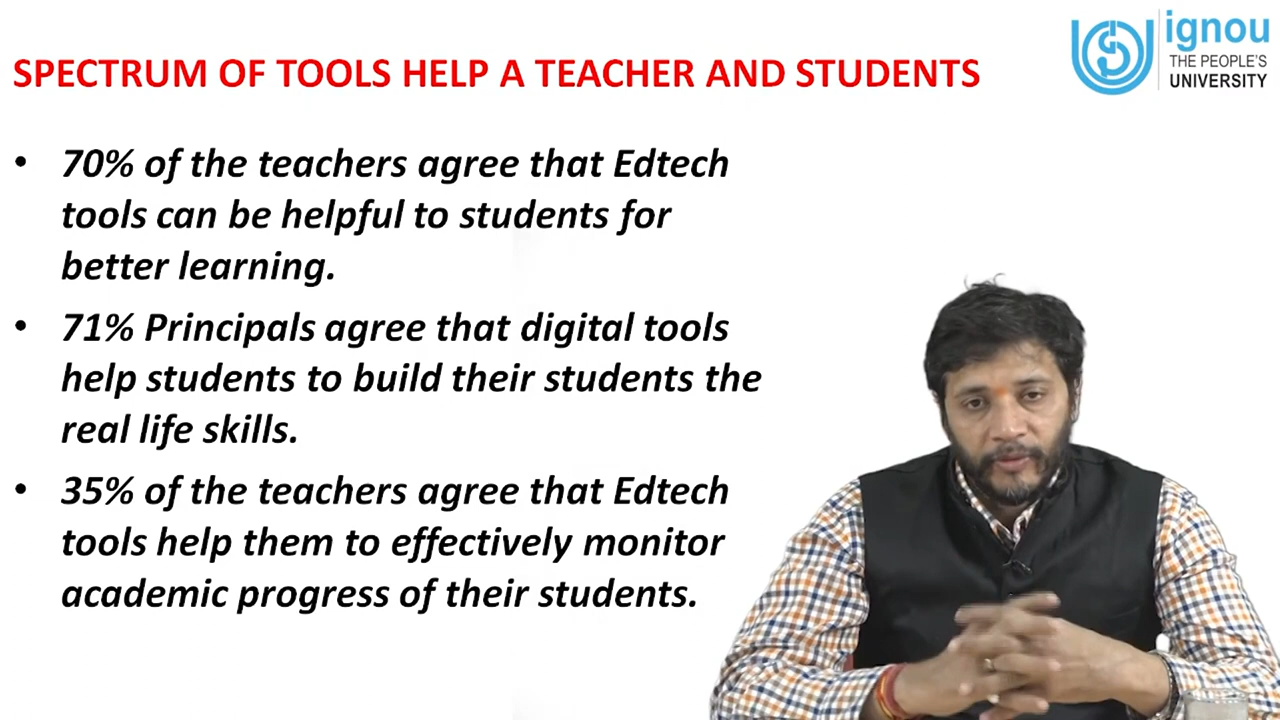 SPECTRUM OF TOOLS HELP A TEACHER AND STUDENTS
ignou
THE PEOPLE'S
UNIVERSITY
• 70% of the teachers agree that Edtech
tools can be helpful to students for
better learning.
• 71% Principals agree that digital tools
help students to build their students the
real life skills.
• 35% of the teachers agree that Edtech
tools help them to effectively monitor
academic progress of their students.